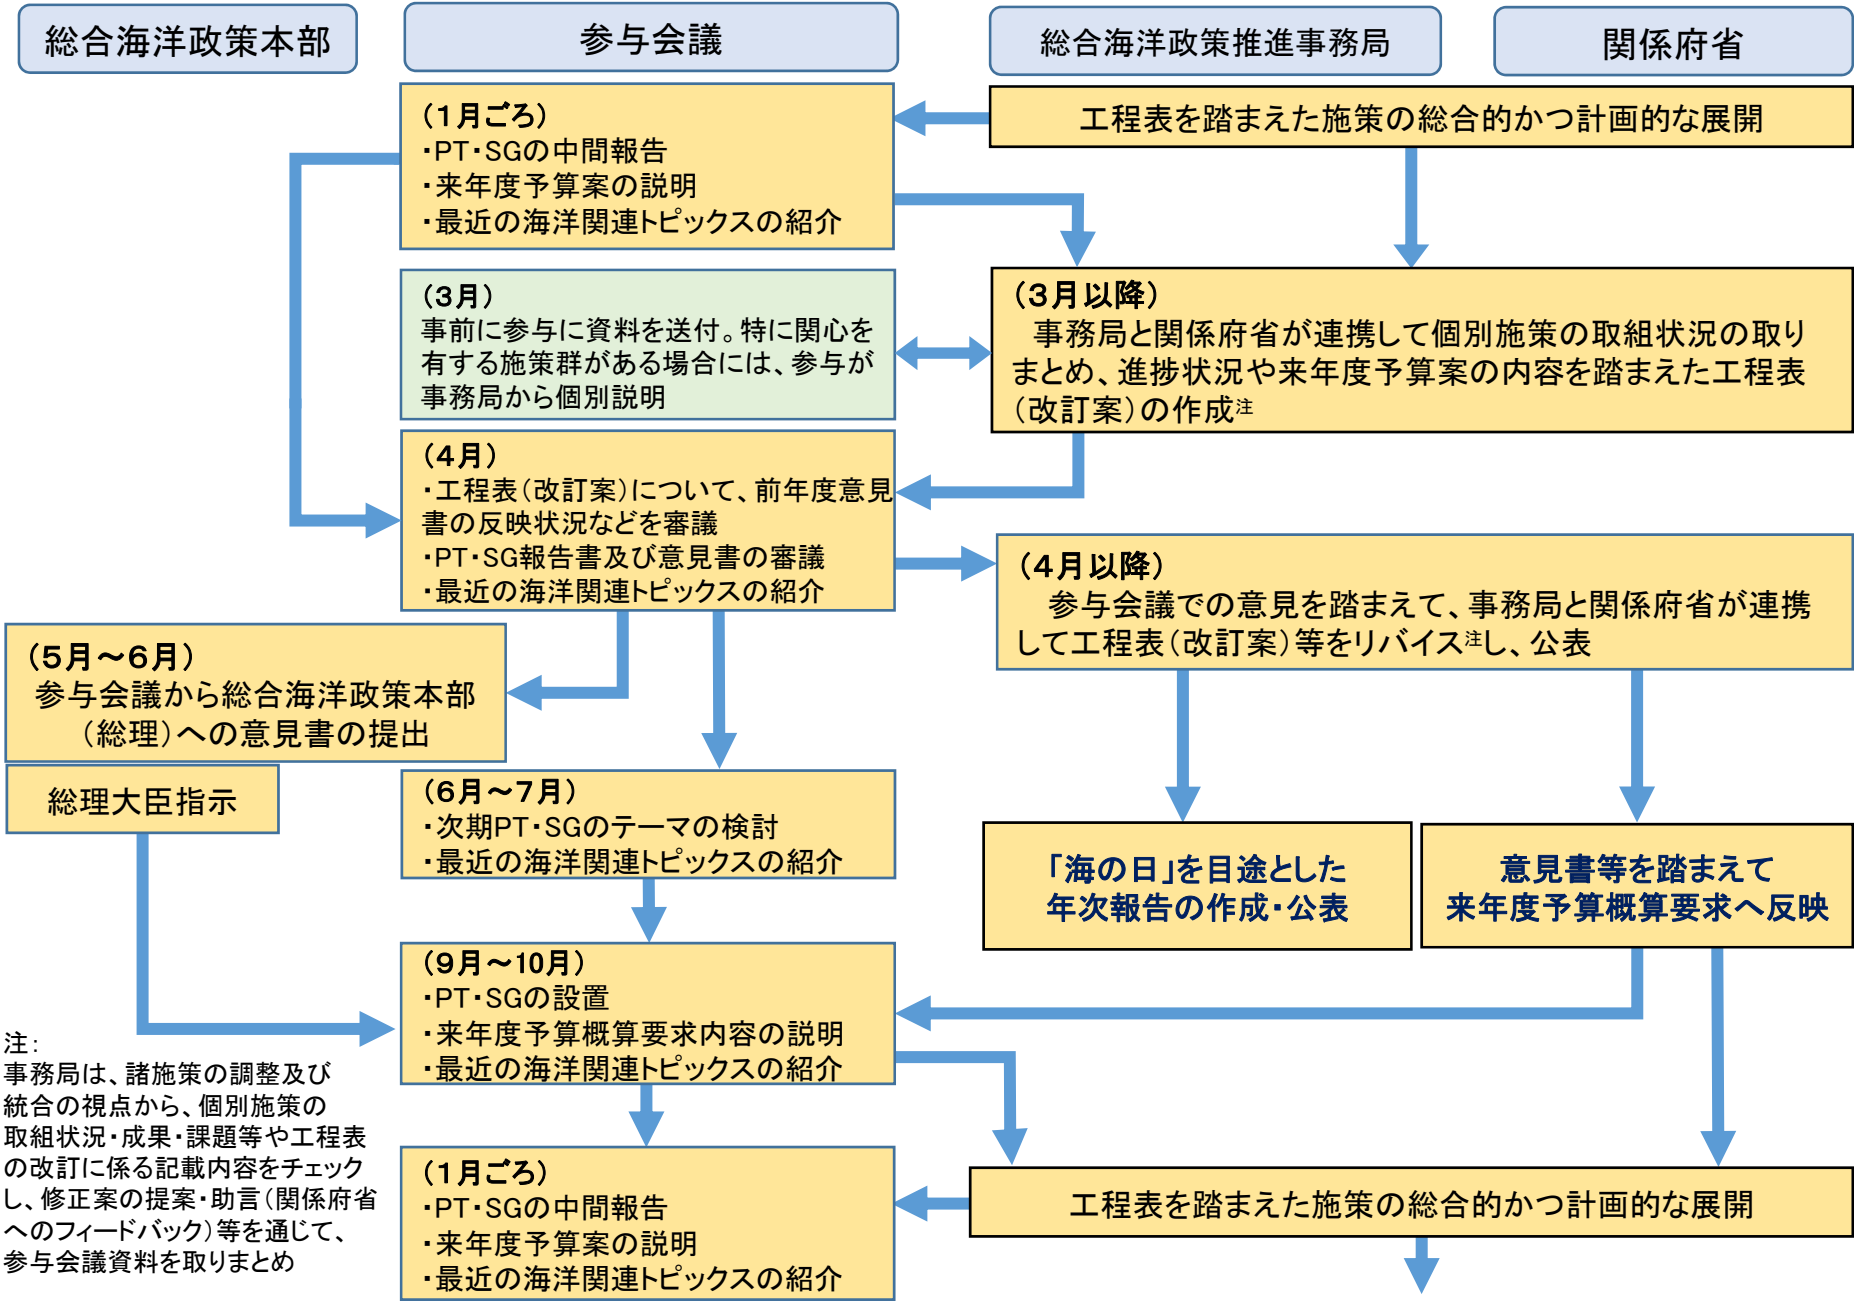 総合海洋政策本部
参与会議
総合海洋政策推進事務局
関係府省
(1月ごろ)
・PT・SGの中間報告
・来年度予算案の説明
・最近の海洋関連トピックスの紹介
工程表を踏まえた施策の総合的かつ計画的な展開
(3月)
事前に参与に資料を送付。特に関心を
有する施策群がある場合には、参与が
事務局から個別説明
(3月以降)
事務局と関係府省が連携して個別施策の取組状況の取り
まとめ、進捗状況や来年度予算案の内容を踏まえた工程表
(改訂案)の作成注
(4月)
・工程表(改訂案)について、前年度意見
書の反映状況などを審議
・PT・SG報告書及び意見書の審議
・最近の海洋関連トピックスの紹介
(4月以降)
参与会議での意見を踏まえて、事務局と関係府省が連携
して工程表(改訂案)等をリバイス注し、公表
(5月～6月)
参与会議から総合海洋政策本部
(総理)への意見書の提出
総理大臣指示
(6月～7月)
・次期PT・SGのテーマの検討
・最近の海洋関連トピックスの紹介
「海の日」を目途とした
年次報告の作成・公表
意見書等を踏まえて
来年度予算概算要求へ反映
(9月～10月)
・PT・SGの設置
・来年度予算概算要求内容の説明
・最近の海洋関連トピックスの紹介
注：
事務局は、諸施策の調整及び
統合の視点から、個別施策の
取組状況・成果・課題等や工程表
の改訂に係る記載内容をチェック
し、修正案の提案・助言(関係府省
へのフィードバック)等を通じて、
参与会議資料を取りまとめ
(1月ごろ)
・PT・SGの中間報告
・来年度予算案の説明
・最近の海洋関連トピックスの紹介
工程表を踏まえた施策の総合的かつ計画的な展開